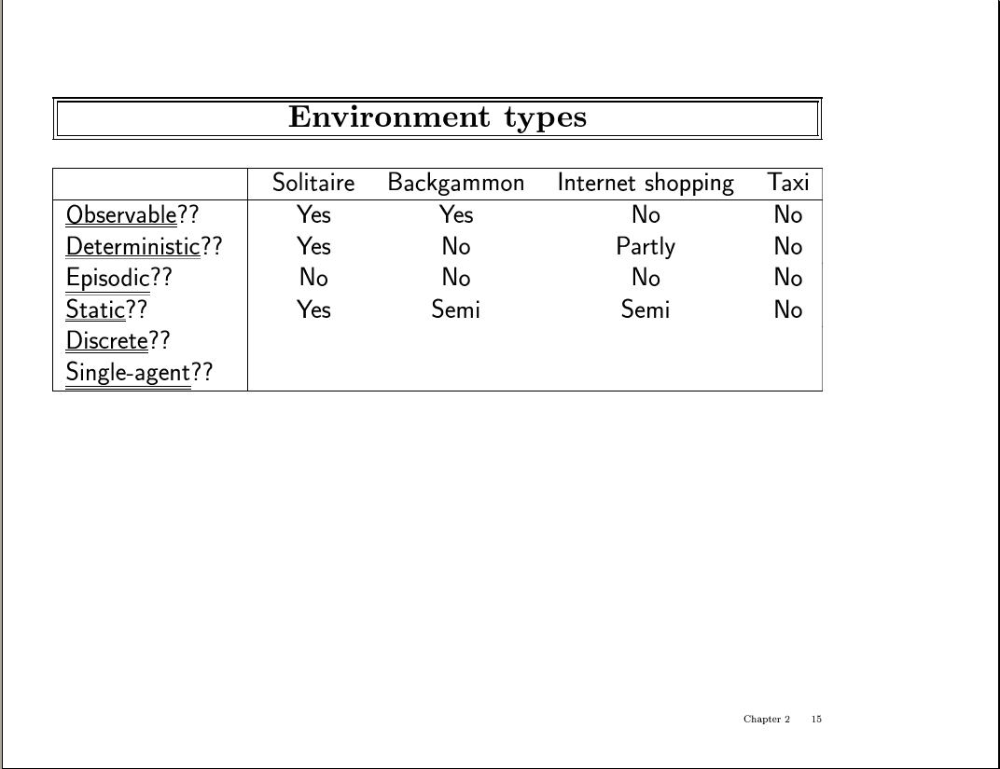 Environment types
Solitaire Backgammon Internet shopping Taxi
Observable?? Yes Yes No No
Deterministic?? Yes No Partly No
Episodic?? No No No No
Static?? Yes Semi Semi No
Discrete??
Single-agent??
Chapter 2 15